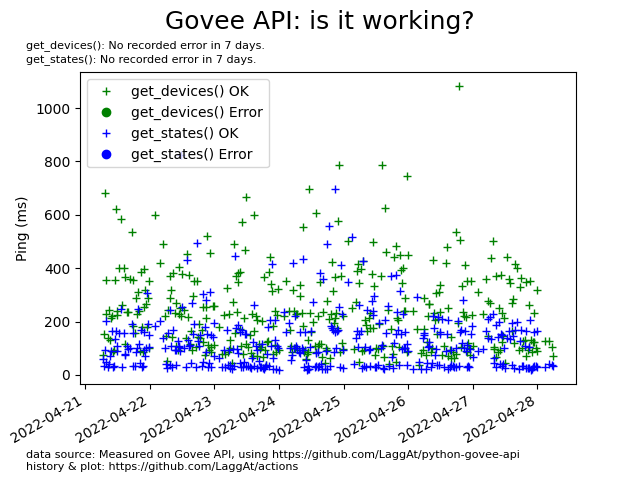 Govee API: is it working?
get_devices(): No recorded error in 7 days.
get_states(): No recorded error in 7 days.
get_devices() OK
get_devices() Error
get_states() OK
get_states() Error
Ping (ms)
1000
800
600
400
200
0
2022-04-21
2022-04-22
2022-04-23
2022-04-24
2022-04-25
2022-04-26
2022-04-27
2022-04-28
data source: Measured on Govee API, using https://github.com/LaggAt/python-govee-api
history & plot: https://github.com/LaggAt/actions